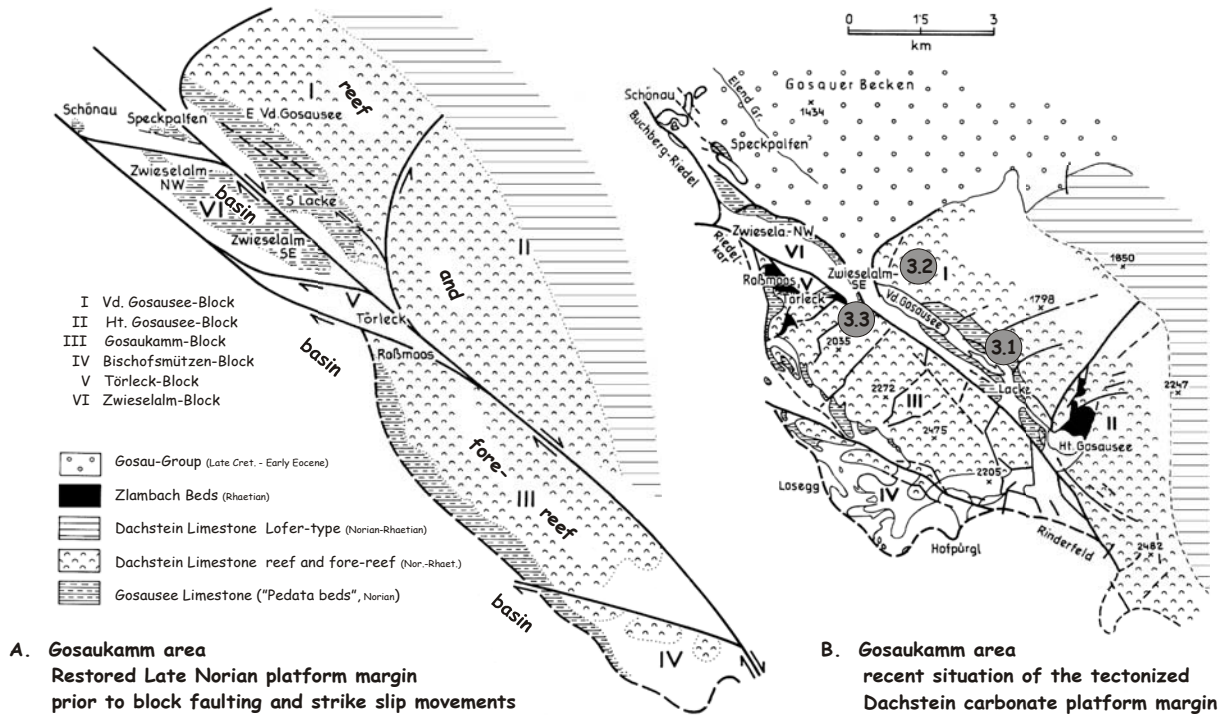 reef
I
E Vd.Gosausee
Schönau
Speckpalfen
Zwieselalm-
NW
basin
VI
S Lacke
Zwieselalm-
SE
II
and
V
Törleck
basin
Raßmoos
fore-
III
reef
basin
IV
I Vd. Gosausee-Block
II Ht. Gosausee-Block
III Gosaukamm-Block
IV Bischofsmützen-Block
V Törleck-Block
VI Zwieselalm-Block
Gosau-Group (Late Cret. - Early Eocene)
Zlambach Beds (Rhaetian)
Dachstein Limestone Lofer-type (Norian-Rhaetian)
Dachstein Limestone reef and fore-reef (Nor.-Rhaet.)
Gosausee Limestone ("Pedata beds", Norian)
A. Gosaukamm area
Restored Late Norian platform margin
prior to block faulting and strike slip movements
0 1'5 3
km
Gosauer Becken
1434
Elend Gr.
Schönau
Buchberg-Riedel
Speckpalfen
Zwiesela.-NW
Riedel-
kar
VI
Zwieselalm-
SE
3.2
I
1650
Raßmoos
V
Törleck
Vd.Gosausee
1798
3.3
2035
3.1
2272
III
Lacke
2247
II
2475
Ht. Gosausee
2205
Losegg
IV
Hofpürgl
Rinderfeld
2482
B. Gosaukamm area
recent situation of the tectonized
Dachstein carbonate platform margin